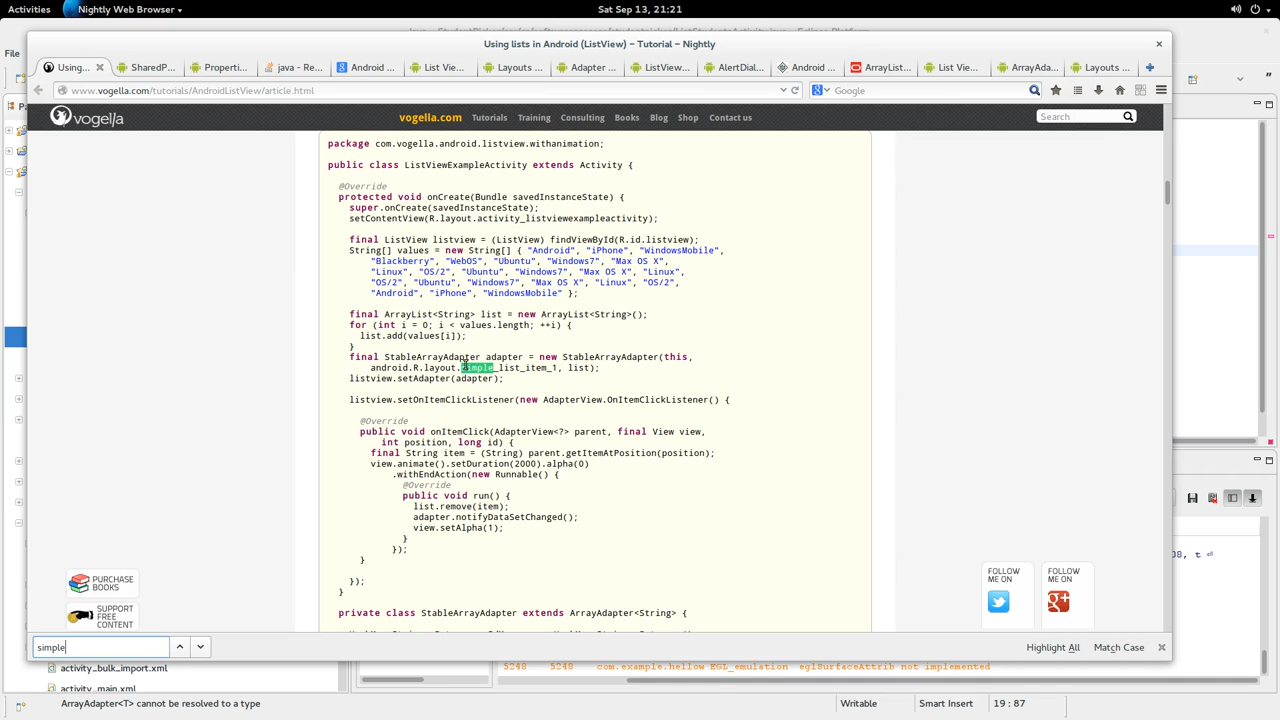 Activities Nightly Web Browser Sat Sep 13, 21:21
Using lists in Android (ListView) – Tutorial – Nightly
File
Using... SharedP... Properti... java - Re... Android ... List Vie... Layouts ... Adapter ... ListView... AlertDial... Android ... ArrayList... List Vie... ArrayAda... Layouts ...
www.vogella.com/tutorials/AndroidListView/article.html Google
vogella vogella.com Tutorials Training Consulting Books Blog Shop Contact us Search
package com.vogella.android.listview.withanimation;
public class ListViewExampleActivity extends Activity {
@Override
protected void onCreate(Bundle savedInstanceState) {
super.onCreate(savedInstanceState);
setContentView(R.layout.activity_listviewexampleactivity);
final ListView listview = (ListView) findViewById(R.id.listview);
String[] values = new String[] { "Android", "iPhone", "WindowsMobile",
"Blackberry", "WebOS", "Ubuntu", "Windows7", "Max OS X",
"Linux", "OS/2", "Ubuntu", "Windows7", "Max OS X", "Linux",
"OS/2", "Ubuntu", "Windows7", "Max OS X", "Linux", "OS/2",
"Android", "iPhone", "WindowsMobile" };
final ArrayList<String> list = new ArrayList<String>();
for (int i = 0; i < values.length; ++i) {
list.add(values[i]);
}
final StableArrayAdapter adapter = new StableArrayAdapter(this,
android.R.layout.simple_list_item_1, list);
listview.setAdapter(adapter);
listview.setOnItemClickListener(new AdapterView.OnItemClickListener() {
@Override
public void onItemClick(AdapterView<?> parent, final View view,
int position, long id) {
final String item = (String) parent.getItemAtPosition(position);
view.animate().setDuration(2000).alpha(0)
.withEndAction(new Runnable() {
@Override
public void run() {
list.remove(item);
adapter.notifyDataSetChanged();
view.setAlpha(1);
}
});
}
});
}
private class StableArrayAdapter extends ArrayAdapter<String> {
PURCHASE
BOOKS
SUPPORT
FREE
CONTENT
FOLLOW
ME ON
FOLLOW
ME ON
08, t
simple Highlight All Match Case
activity_bulk_import.xml 5248 5248 com.example.hellow EGL_emulation eglSurfaceAttrib not implemented
activity_main.xml
ArrayAdapter<T> cannot be resolved to a type Writable Smart Insert 19 : 87